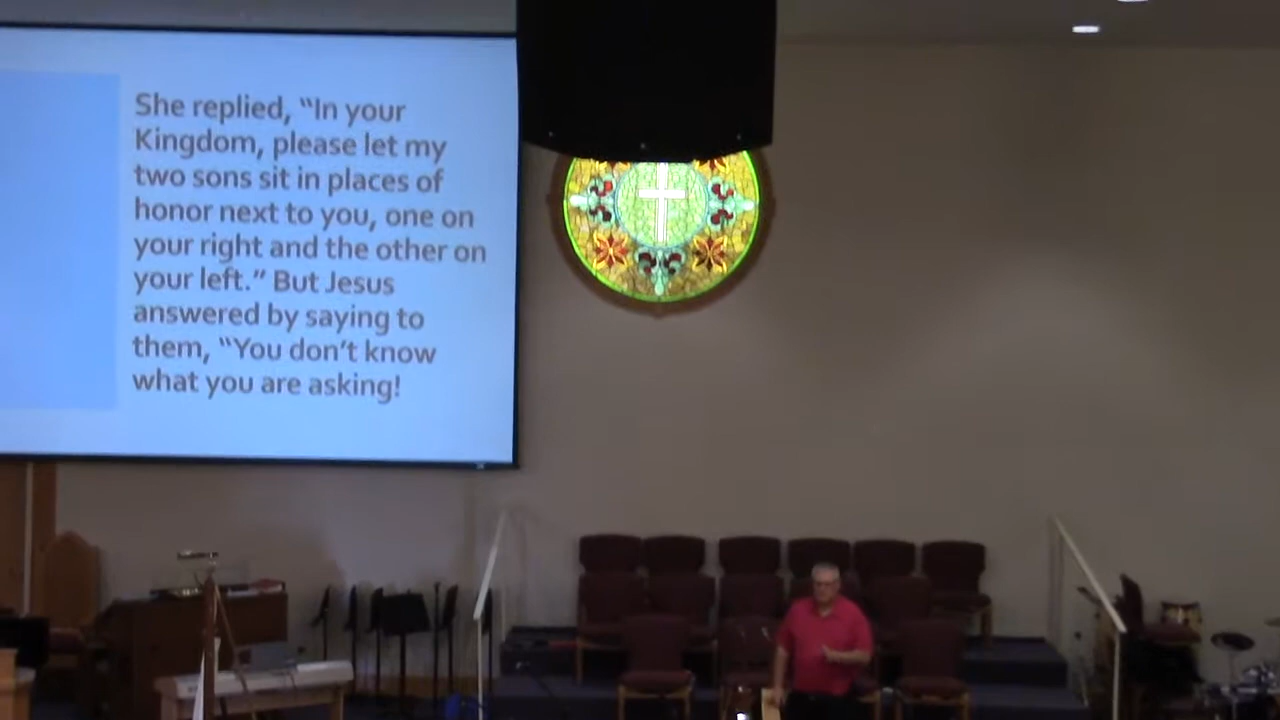 She replied, “In your
Kingdom, please let my
two sons sit in places of
honor next to you, one on
your right and the other on
your left.” But Jesus
answered by saying to
them, “You don’t know
what you are asking!